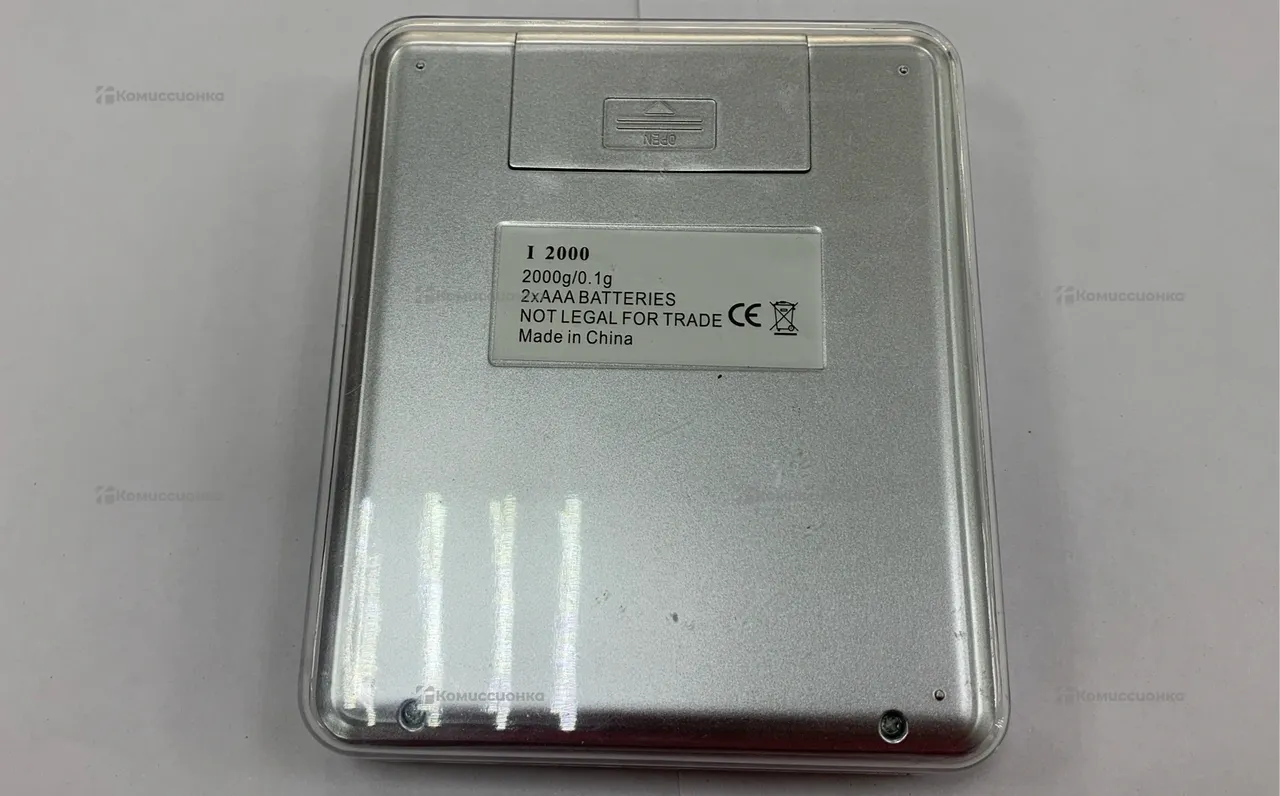 Комиссионка
OPEN
I 2000
2000g/0.1g
2xAAA BATTERIES
NOT LEGAL FOR TRADE CE
Made in China
Комиссионка
Комиссионка
Комиссионка
Комиссионка
Комиссионка
Комиссионка